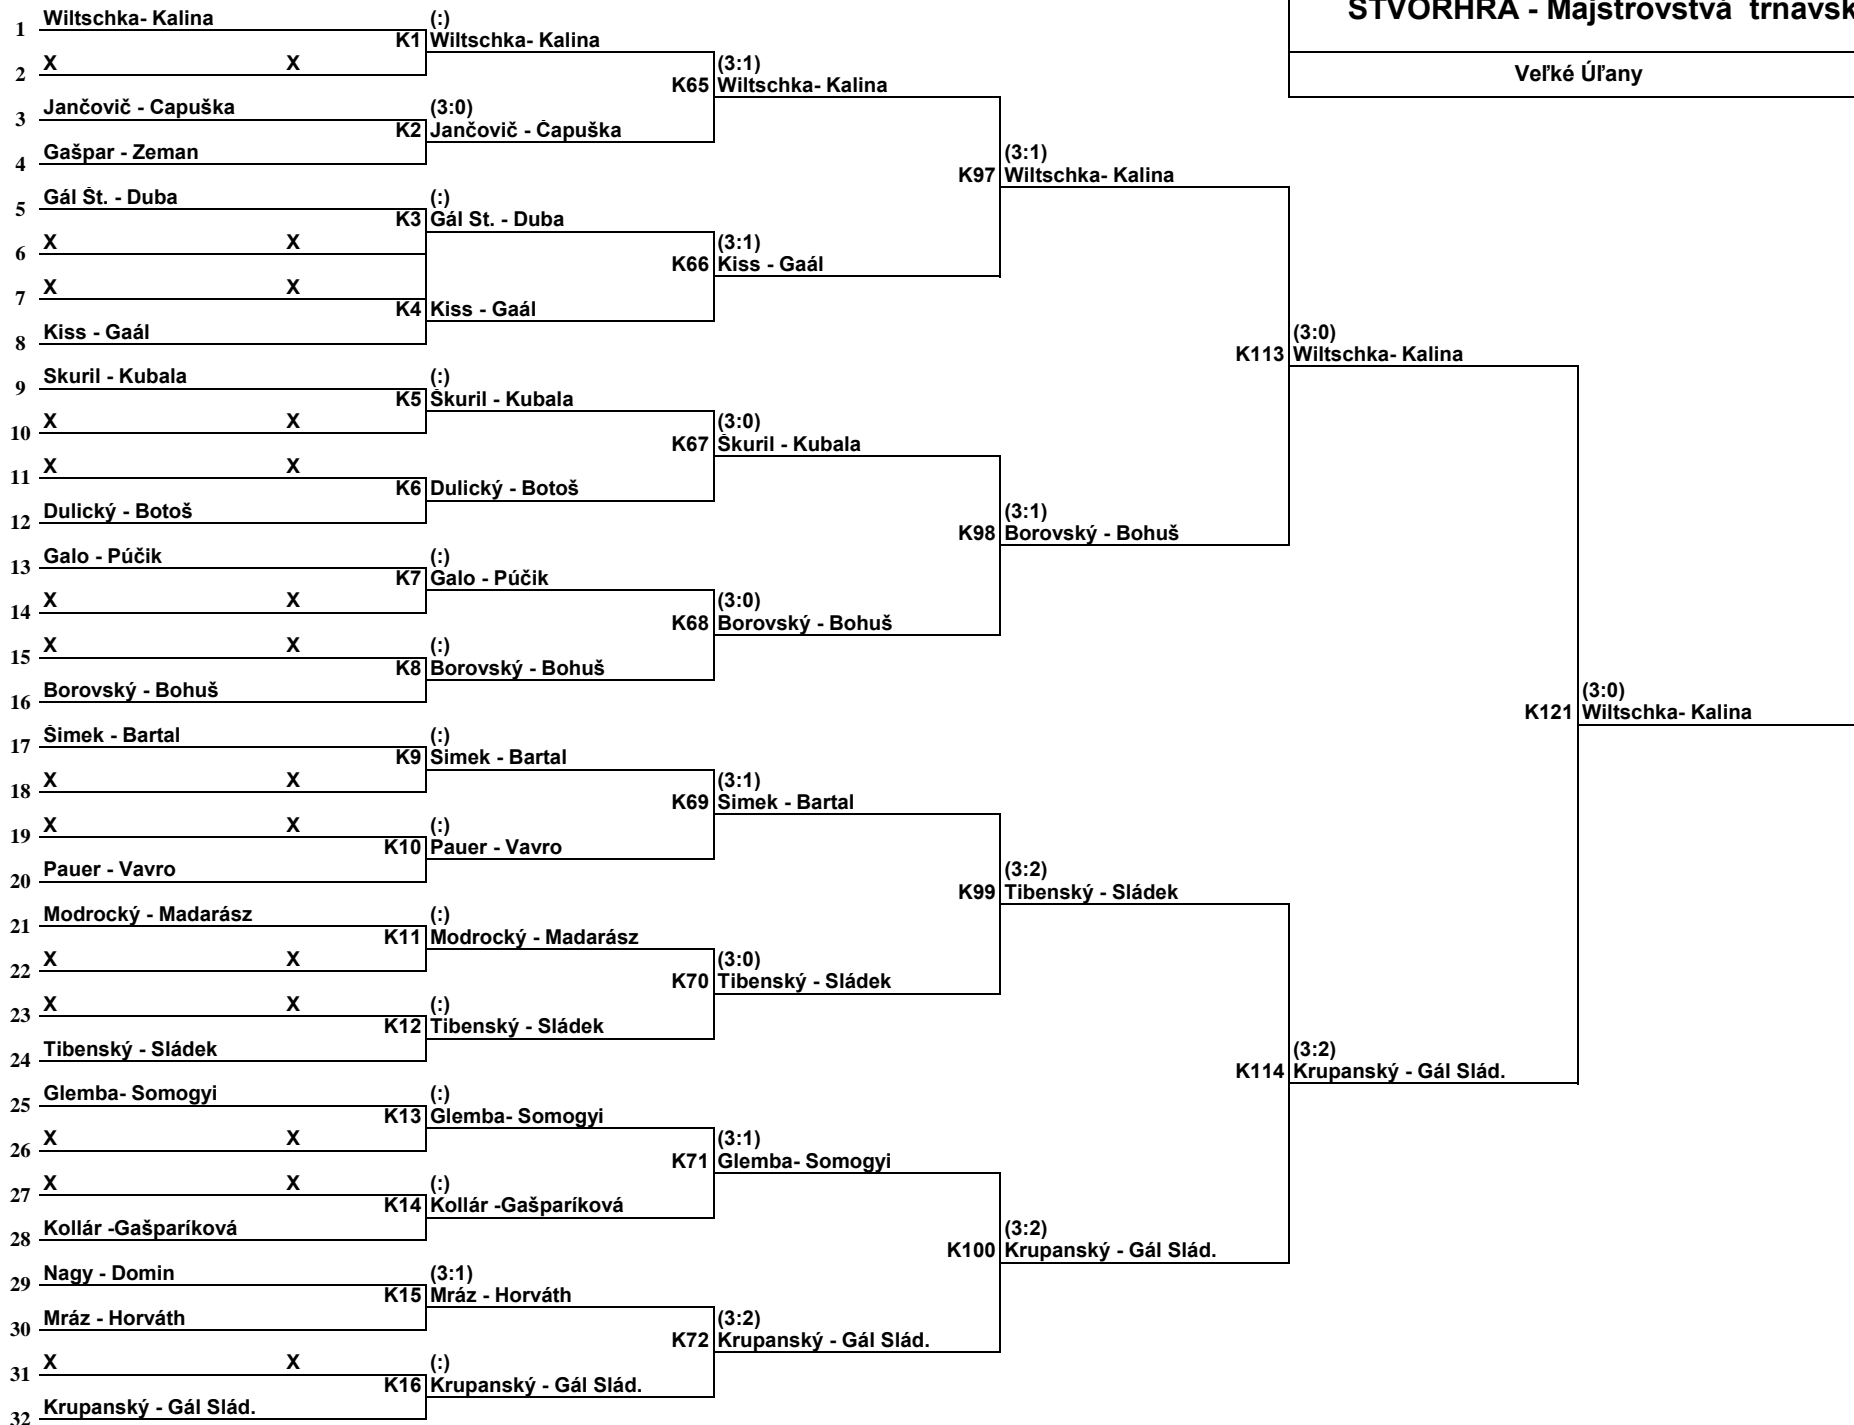 ŠTVORHRA - Majstrovstvá trnavsk
Veľké Úľany
1 Wiltschka- Kalina
K1 (:) Wiltschka- Kalina
2 X X
K65 (3:1) Wiltschka- Kalina
3 Jančovič - Čapuška
K2 (3:0) Jančovič - Čapuška
4 Gašpar - Zeman
K97 (3:1) Wiltschka- Kalina
5 Gál Št. - Duba
K3 (:) Gál Št. - Duba
6 X X
K66 (3:1) Kiss - Gaál
7 X X
K4 Kiss - Gaál
8 Kiss - Gaál
K113 (3:0) Wiltschka- Kalina
9 Škuril - Kubala
K5 (:) Škuril - Kubala
10 X X
K67 (3:0) Škuril - Kubala
11 X X
K6 Dulický - Botoš
12 Dulický - Botoš
K98 (3:1) Borovský - Bohuš
13 Galo - Púčik
K7 (:) Galo - Púčik
14 X X
K68 (3:0) Borovský - Bohuš
15 X X
K8 (:) Borovský - Bohuš
16 Borovský - Bohuš
K121 (3:0) Wiltschka- Kalina
17 Šimek - Bartal
K9 (:) Šimek - Bartal
18 X X
K69 (3:1) Šimek - Bartal
19 X X
K10 (:) Pauer - Vavro
20 Pauer - Vavro
K99 (3:2) Tibenský - Sládek
21 Modrocký - Madarász
K11 (:) Modrocký - Madarász
22 X X
K70 (3:0) Tibenský - Sládek
23 X X
K12 (:) Tibenský - Sládek
24 Tibenský - Sládek
K114 (3:2) Krupanský - Gál Slád.
25 Glemba- Somogyi
K13 (:) Glemba- Somogyi
26 X X
K71 (3:1) Glemba- Somogyi
27 X X
K14 (:) Kollár -Gašparíková
28 Kollár -Gašparíková
K100 (3:2) Krupanský - Gál Slád.
29 Nagy - Domin
K15 (3:1) Mráz - Horváth
30 Mráz - Horváth
K72 (3:2) Krupanský - Gál Slád.
31 X X
K16 (:) Krupanský - Gál Slád.
32 Krupanský - Gál Slád.